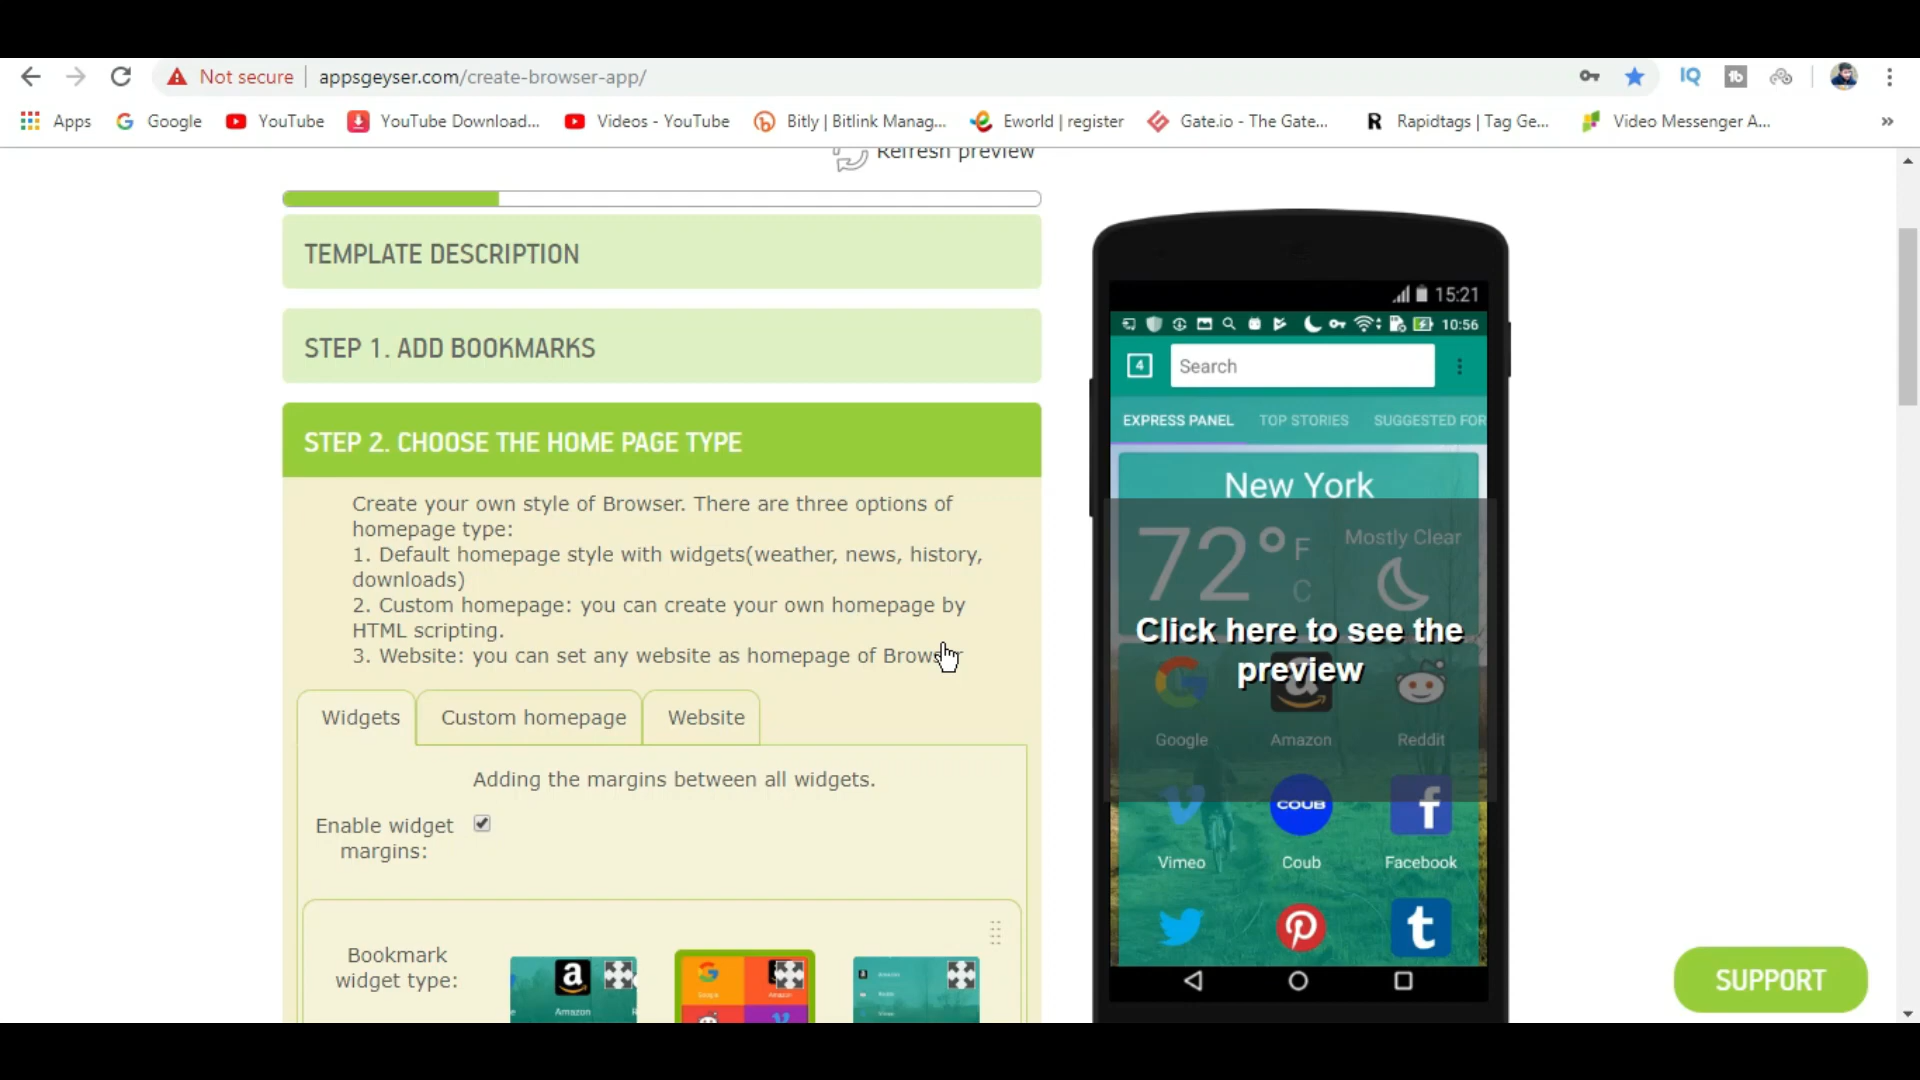 Not secure | appsgeyser.com/create-browser-app/
IQ
tb
Apps Google YouTube YouTube Download... Videos - YouTube Bitly | Bitlink Manag... Eworld | register Gate.io - The Gate... R Rapidtags | Tag Ge... Video Messenger A... »
Refresh preview
TEMPLATE DESCRIPTION
STEP 1. ADD BOOKMARKS
STEP 2. CHOOSE THE HOME PAGE TYPE
Create your own style of Browser. There are three options of
homepage type:
1. Default homepage style with widgets(weather, news, history,
downloads)
2. Custom homepage: you can create your own homepage by
HTML scripting.
3. Website: you can set any website as homepage of Browser
Widgets Custom homepage Website
Adding the margins between all widgets.
Enable widget
margins:
Bookmark
widget type:
a
Amazon
15:21
10:56
4 Search
EXPRESS PANEL TOP STORIES SUGGESTED FOR
New York
72° F
C
Mostly Clear
Click here to see the
preview
Google Amazon Reddit
COUB
Vimeo Coub Facebook
SUPPORT